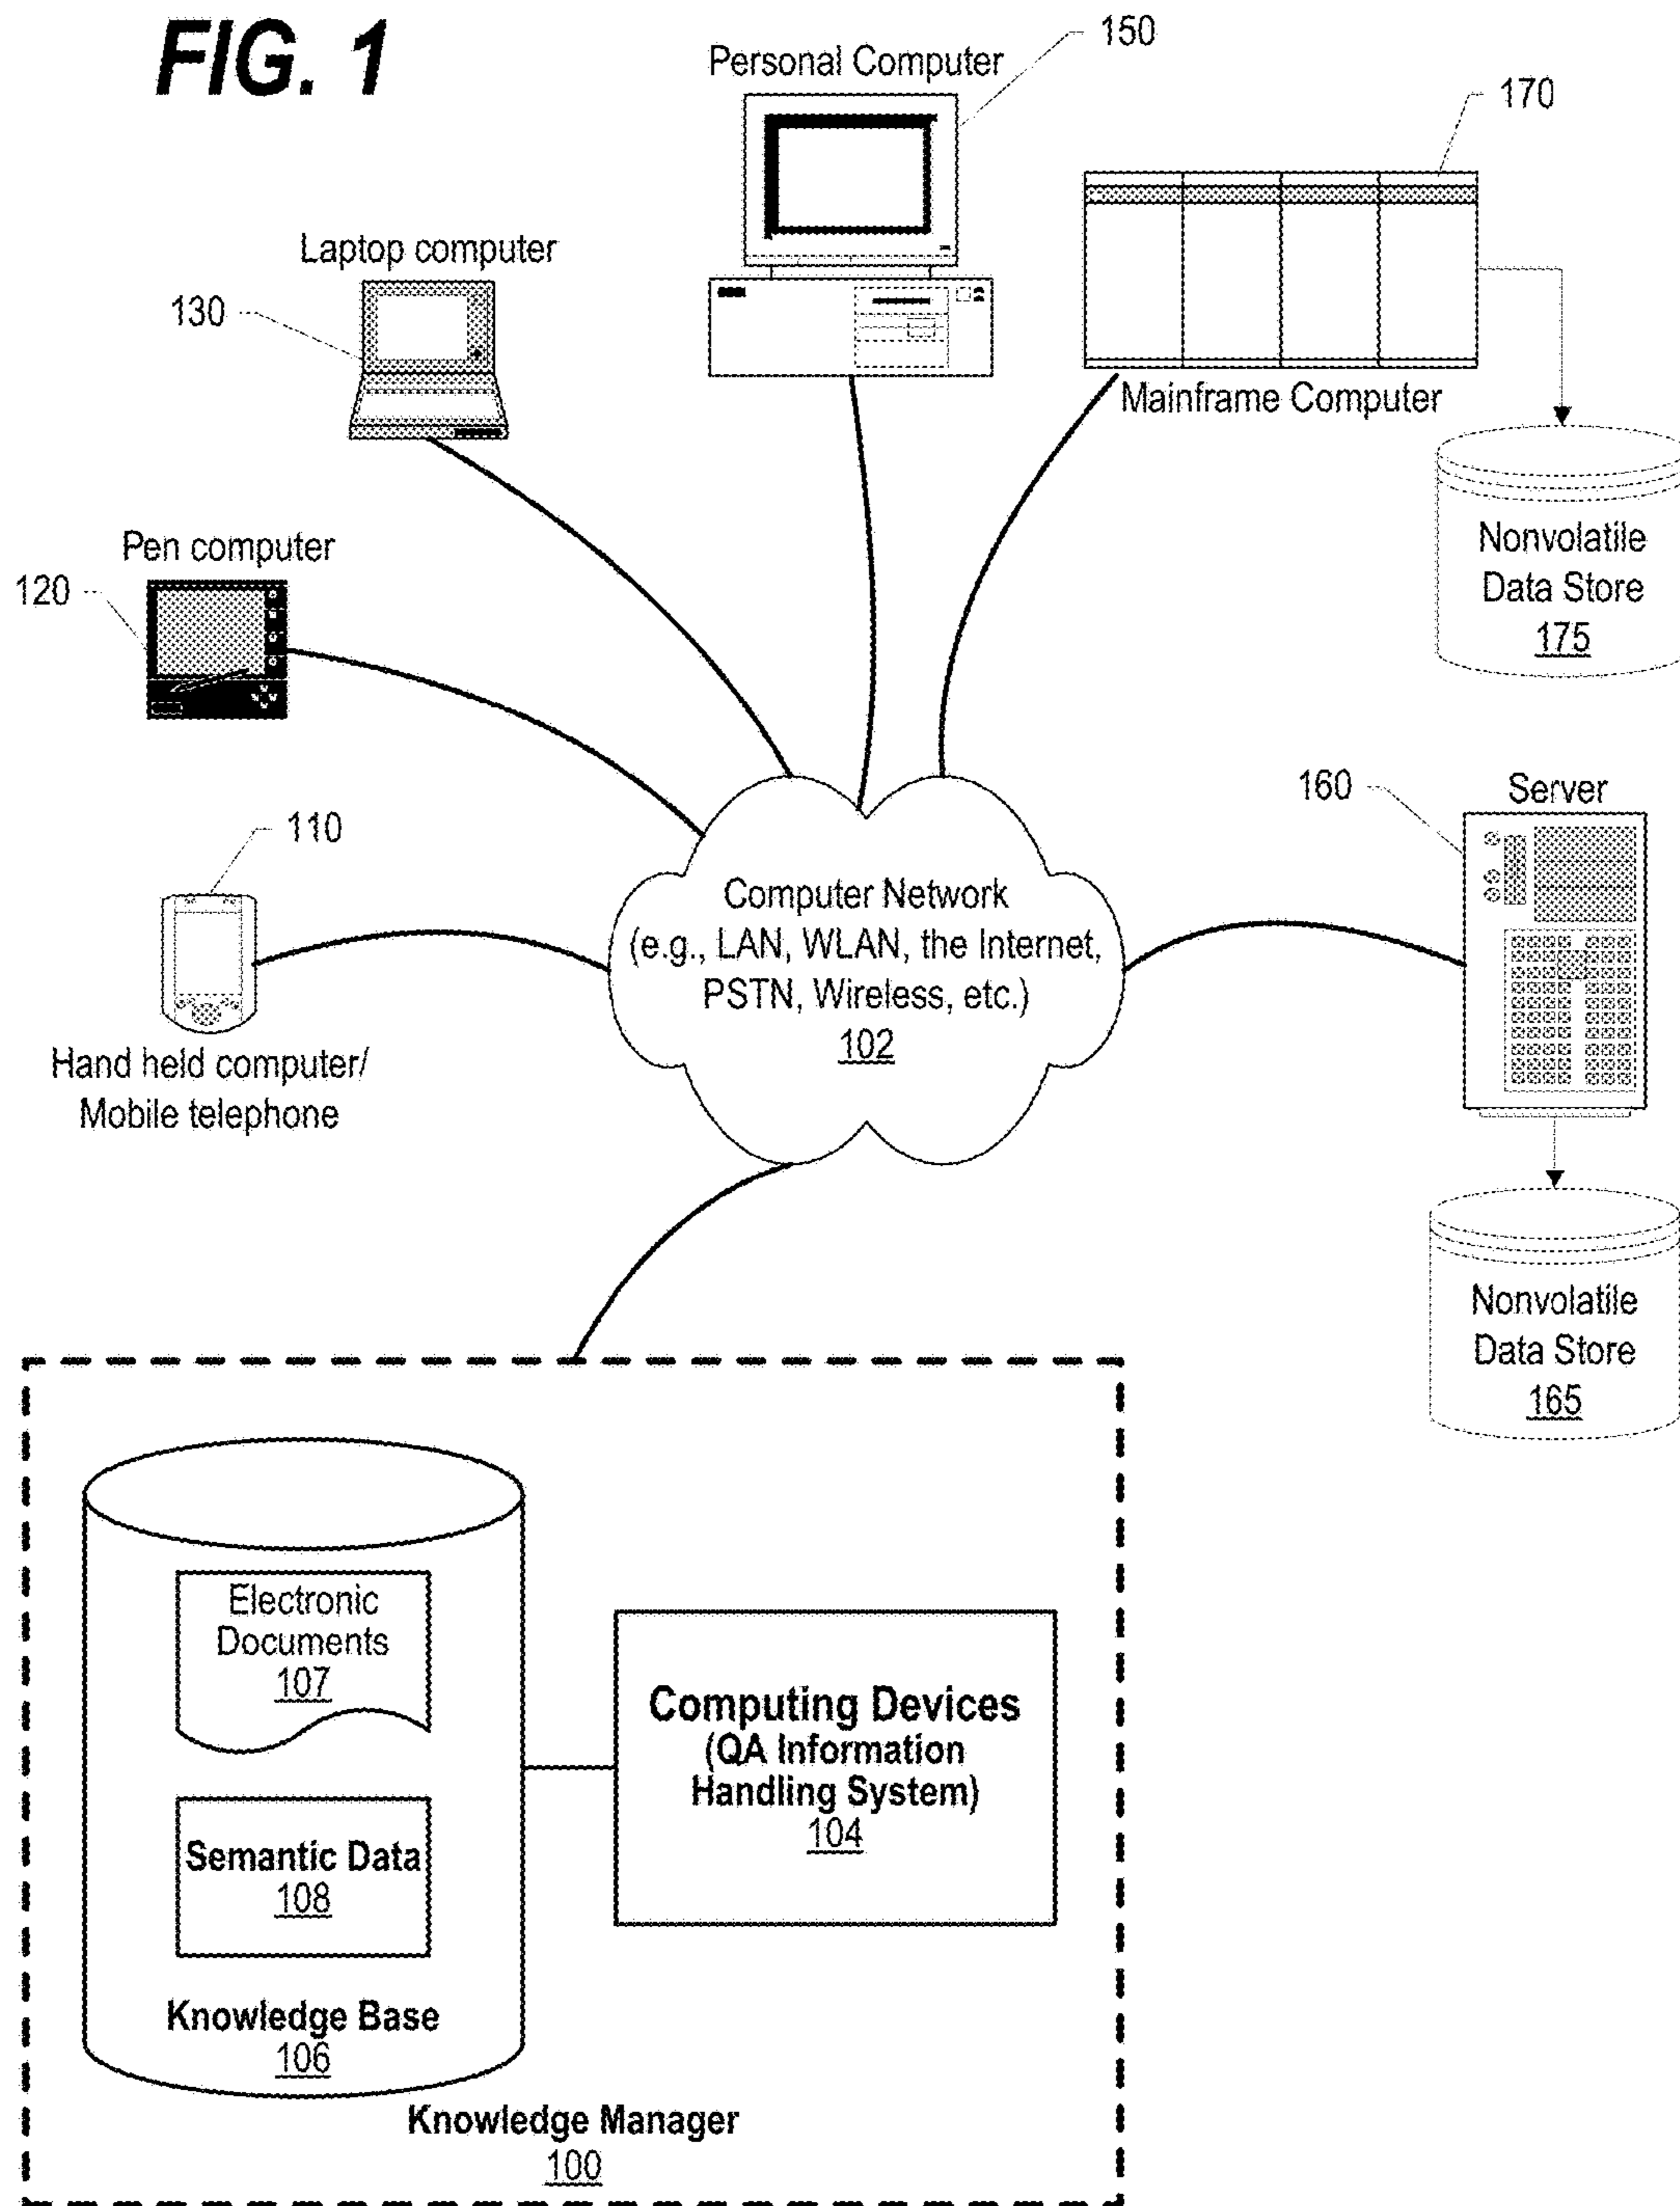 FIG. 1
Personal Computer
150
170
Laptop computer
130
Mainframe Computer
Nonvolatile
Data Store
175
Pen computer
120
160
Server
110
Computer Network
(e.g., LAN, WLAN, the Internet,
PSTN, Wireless, etc.)
102
Hand held computer/
Mobile telephone
Nonvolatile
Data Store
165
Electronic
Documents
107
Semantic Data
108
Knowledge Base
106
Computing Devices
(QA Information
Handling System)
104
Knowledge Manager
100